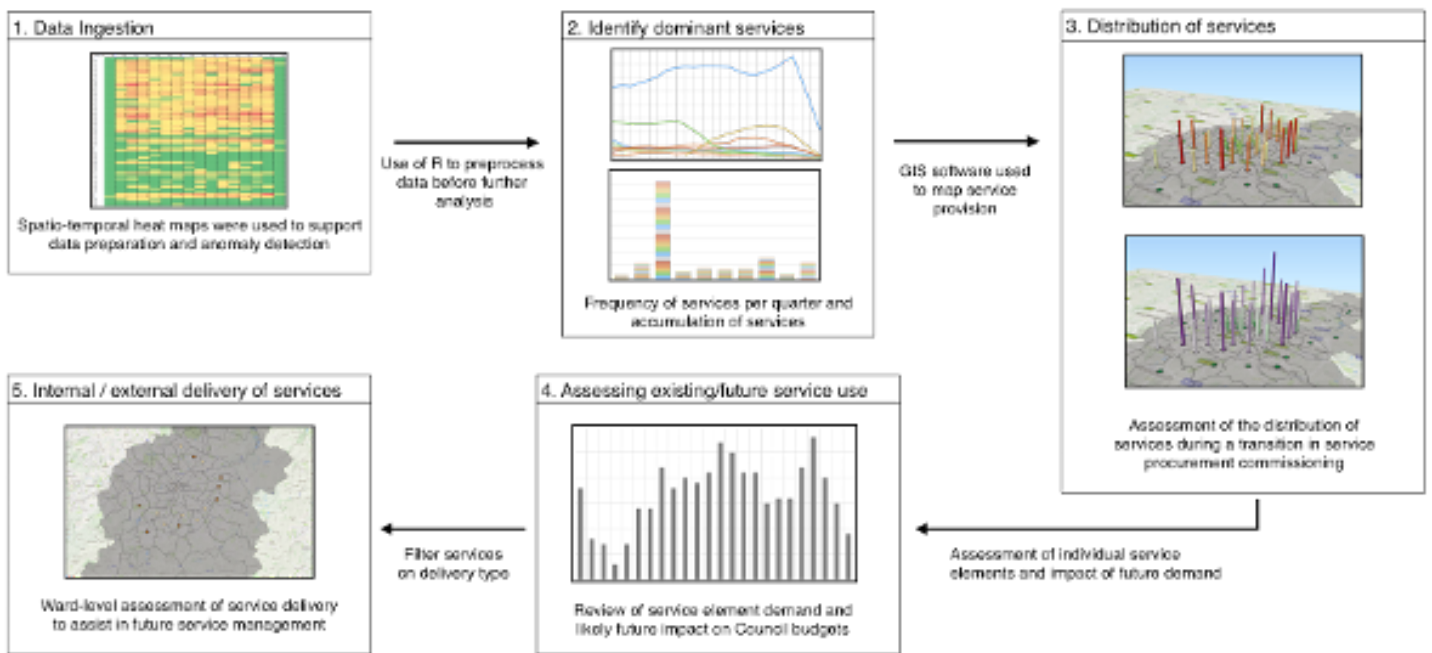 1. Data Ingestion
Spatio-temporal heat maps were used to support
data preparation and anomaly detection
Use of R to preprocess
data before further
analysis
2. Identify dominant services
Frequency of services per quarter and
accumulation of services
GIS software used
to map service
provision
3. Distribution of services
Assessment of the distribution of
services during a transition in service
procurement commissioning
Assessment of individual service
elements and impact of future demand
4. Assessing existing/future service use
Review of service element demand and
likely future impact on Council budgets
Filter services
on delivery type
5. Internal / external delivery of services
Ward-level assessment of service delivery
to assist in future service management